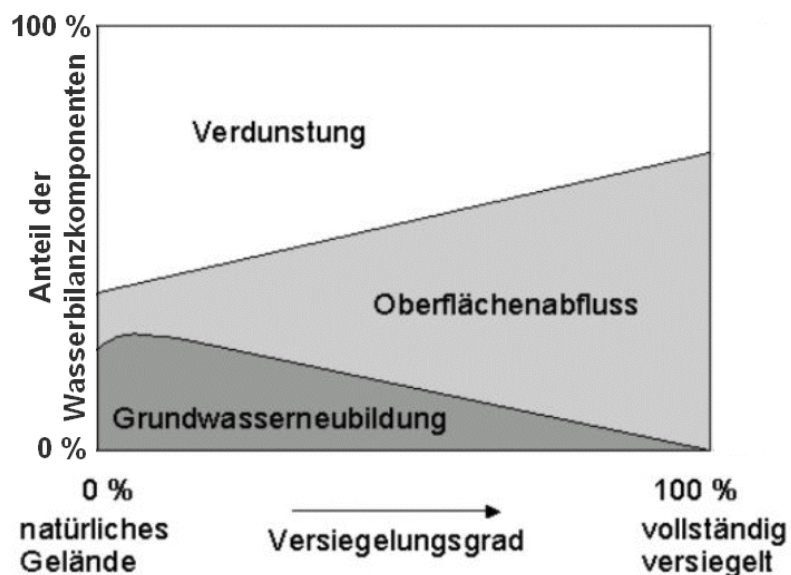 100 %
Anteil der
Wasserbilanzkomponenten
Verdunstung
Oberflächenabfluss
Grundwasserneubildung
0 %
0 %
natürliches
Gelände
Versiegelungsgrad
100 %
vollständig
versiegelt